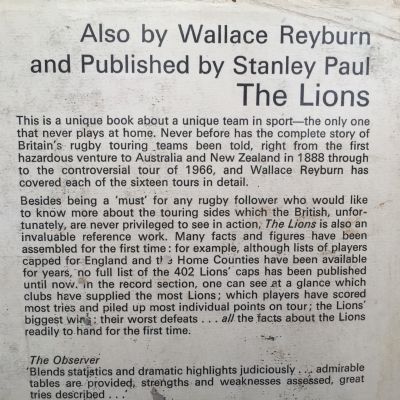 Also by Wallace Reyburn
and Published by Stanley Paul
The Lions
This is a unique book about a unique team in sport—the only one
that never plays at home. Never before has the complete story of
Britain's rugby touring teams been told, right from the first
hazardous venture to Australia and New Zealand in 1888 through
to the controversial tour of 1966, and Wallace Reyburn has
covered each of the sixteen tours in detail.
Besides being a 'must' for any rugby follower who would like
to know more about the touring sides which the British, unfor-
tunately, are never privileged to see in action, The Lions is also an
invaluable reference work. Many facts and figures have been
assembled for the first time: for example, although lists of players
capped for England and the Home Counties have been available
for years, no full list of the 402 Lions' caps has been published
until now. In the record section, one can see at a glance which
clubs have supplied the most Lions; which players have scored
most tries and piled up most individual points on tour; the Lions'
biggest wins; their worst defeats . . . all the facts about the Lions
readily to hand for the first time.
The Observer
'Blends statistics and dramatic highlights judiciously . . . admirable
tables are provided, strengths and weaknesses assessed, great
tries described . . .'